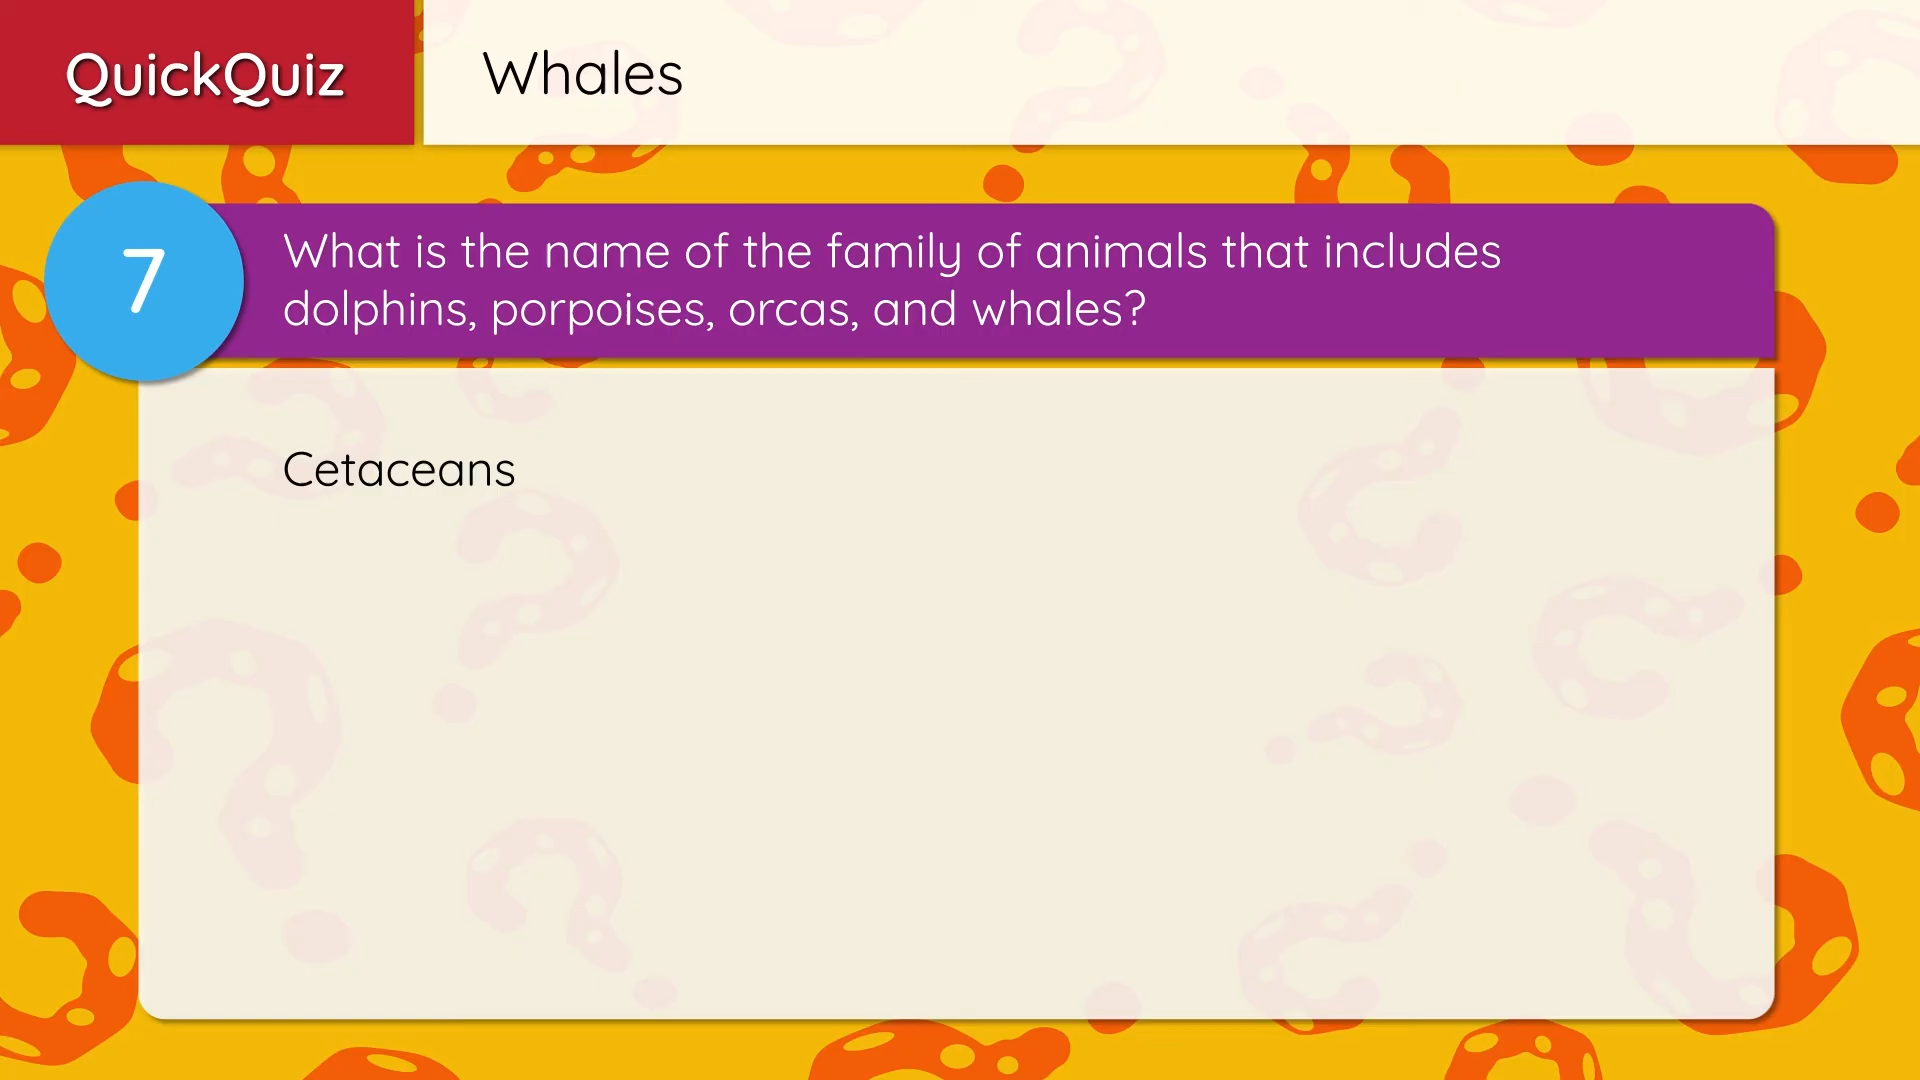 QuickQuiz
Whales
7
What is the name of the family of animals that includes
dolphins, porpoises, orcas, and whales?
Cetaceans